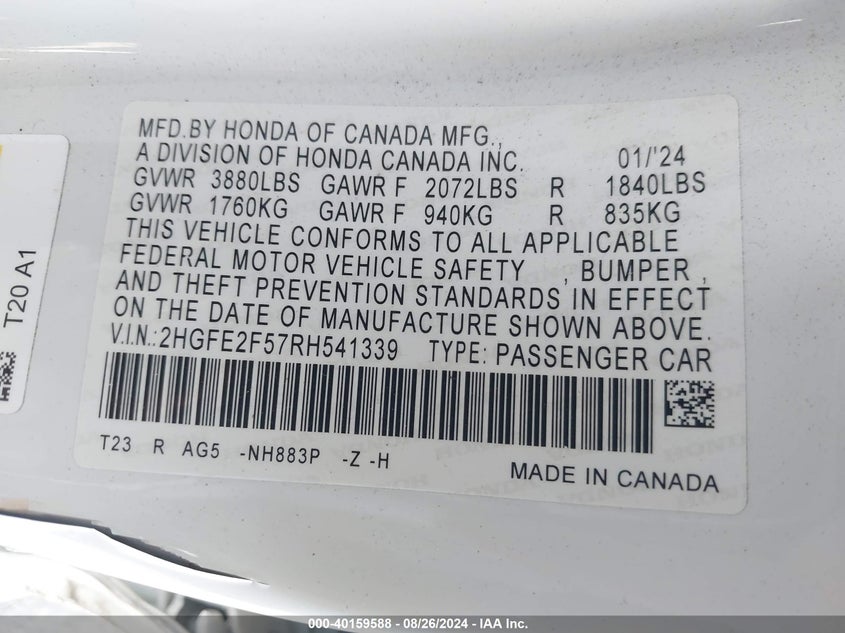 MFD.BY HONDA OF CANADA MFG.,
A DIVISION OF HONDA CANADA INC. 01/'24
GVWR 3880LBS GAWR F 2072LBS R 1840LBS
GVWR 1760KG GAWR F 940KG R 835KG
THIS VEHICLE CONFORMS TO ALL APPLICABLE
FEDERAL MOTOR VEHICLE SAFETY , BUMPER ,
AND THEFT PREVENTION STANDARDS IN EFFECT
ON THE DATE OF MANUFACTURE SHOWN ABOVE.
V.I.N.:2HGFE2F57RH541339 TYPE: PASSENGER CAR
T23 R AG5 -NH883P -Z -H
MADE IN CANADA
T20 A1
000-40159588 - 08/26/2024 - IAA Inc.